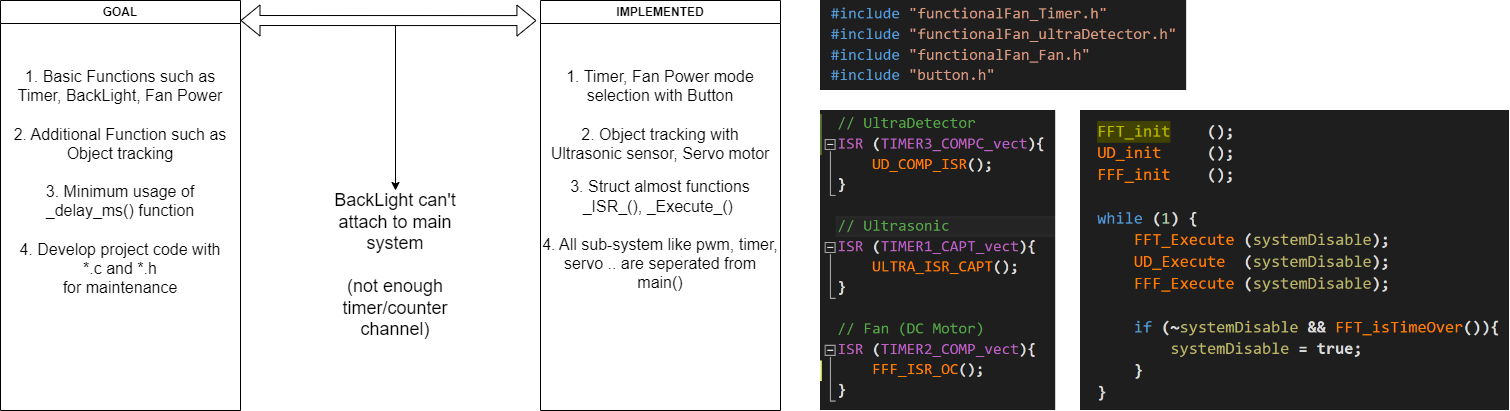 GOAL
1. Basic Functions such as
Timer, BackLight, Fan Power
2. Additional Function such as
Object tracking
3. Minimum usage of
_delay_ms() function
4. Develop project code with
*.c and *.h
for maintenance
BackLight can't
attach to main
system
(not enough
timer/counter
channel)
IMPLEMENTED
1. Timer, Fan Power mode
selection with Button
2. Object tracking with
Ultrasonic sensor, Servo motor
3. Struct almost functions
_ISR_(), _Execute_()
4. All sub-system like pwm, timer,
servo .. are seperated from
main()
#include "functionalFan_Timer.h"
#include "functionalFan_ultraDetector.h"
#include "functionalFan_Fan.h"
#include "button.h"
// UltraDetector
ISR (TIMER3_COMPC_vect){
UD_COMP_ISR();
}
// Ultrasonic
ISR (TIMER1_CAPT_vect){
ULTRA_ISR_CAPT();
}
// Fan (DC Motor)
ISR (TIMER2_COMP_vect){
FFF_ISR_OC();
}
FFT_init ();
UD_init ();
FFF_init ();
while (1) {
FFT_Execute (systemDisable);
UD_Execute (systemDisable);
FFF_Execute (systemDisable);
if (~systemDisable && FFT_isTimeOver()){
systemDisable = true;
}
}